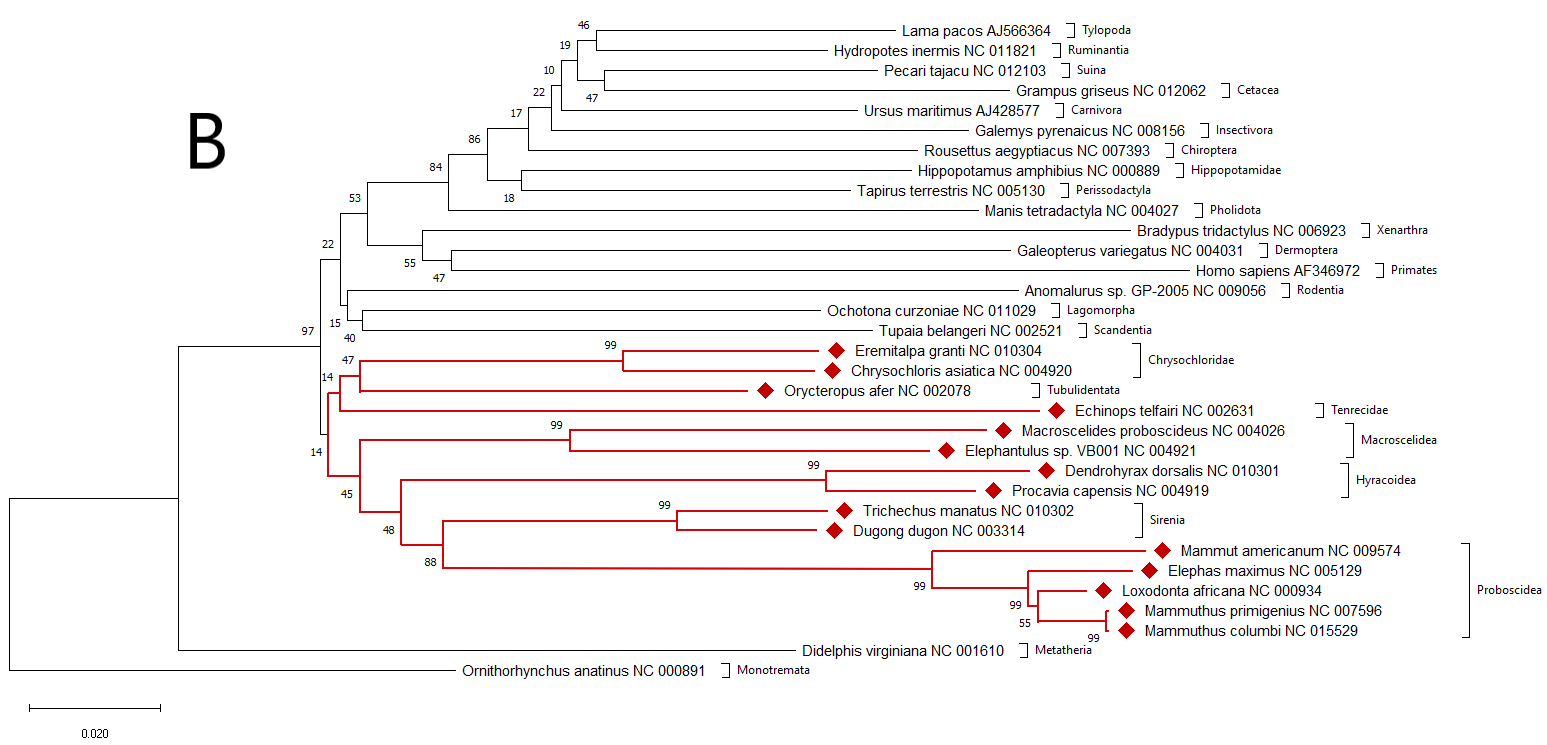 B
46
Lama pacos AJ566364 Tylopoda
19
Hydropotes inermis NC 011821 Ruminantia
10
Pecari tajacu NC 012103 Suina
22
47
Grampus griseus NC 012062 Cetacea
17
Ursus maritimus AJ428577 Carnivora
86
Galemys pyrenaicus NC 008156 Insectivora
84
Rousettus aegyptiacus NC 007393 Chiroptera
Hippopotamus amphibius NC 000889 Hippopotamidae
53
18
Tapirus terrestris NC 005130 Perissodactyla
Manis tetradactyla NC 004027 Pholidota
22
Bradypus tridactylus NC 006923 Xenarthra
55
Galeopterus variegatus NC 004031 Dermoptera
47
Homo sapiens AF346972 Primates
Anomalurus sp. GP-2005 NC 009056 Rodentia
97
15
Ochotona curzoniae NC 011029 Lagomorpha
40
Tupaia belangeri NC 002521 Scandentia
99
Eremitalpa granti NC 010304
Chrysochloridae
47
Chrysochloris asiatica NC 004920
14
Orycteropus afer NC 002078 Tubulidentata
Echinops telfairi NC 002631 Tenrecidae
99
Macroscelides proboscideus NC 004026
Macroscelidea
14
Elephantulus sp. VB001 NC 004921
99
Dendrohyrax dorsalis NC 010301
Hyracoidea
45
Procavia capensis NC 004919
99
Trichechus manatus NC 010302
Sirenia
48
Dugong dugon NC 003314
88
Mammut americanum NC 009574
99
Elephas maximus NC 005129
99
Loxodonta africana NC 000934
Proboscidea
55
Mammuthus primigenius NC 007596
99
Mammuthus columbi NC 015529
Didelphis virginiana NC 001610 Metatheria
Ornithorhynchus anatinus NC 000891 Monotremata
0.020